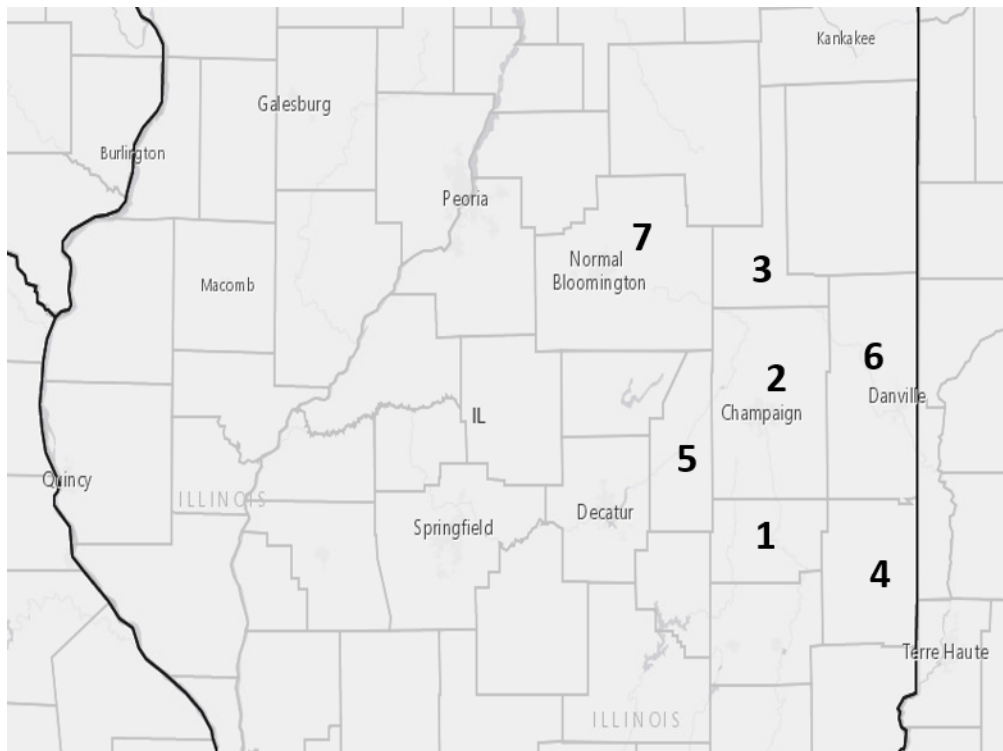 Kankakee
Galesburg
Burlington
Peoria
7
Normal
Bloomington
3
Macomb
6
2
Danville
Champaign
IL
5
Quincy
ILLINOIS
Springfield
Decatur
1
4
Terre Haute
ILLINOIS